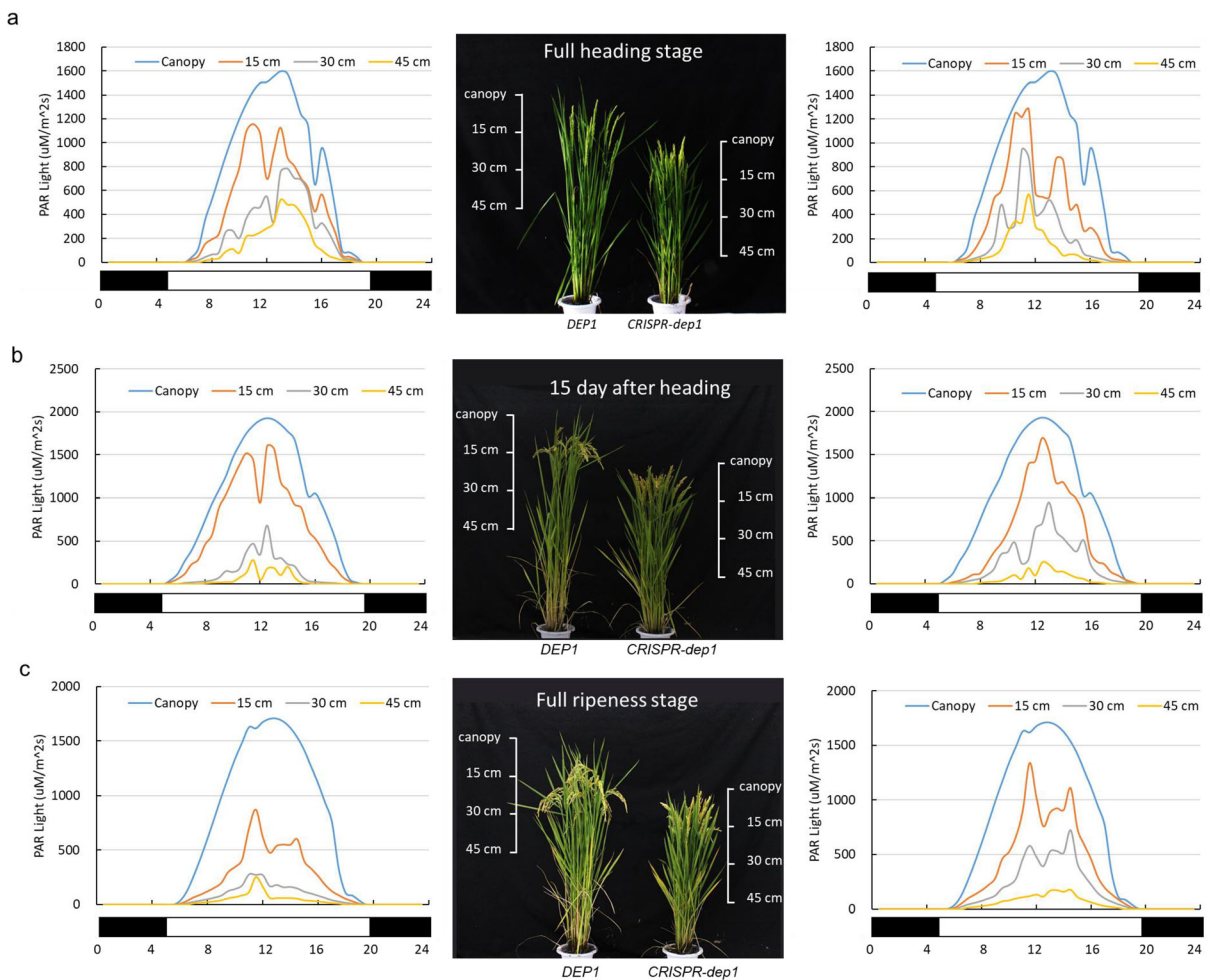 a
1800
1600
1400
1200
1000
800
600
400
200
0
PAR Light (uM/m^2s)
Canopy 15 cm 30 cm 45 cm
0 4 8 12 16 20 24
Full heading stage
canopy
15 cm
30 cm
45 cm
canopy
15 cm
30 cm
45 cm
DEP1 CRISPR-dep1
1800
1600
1400
1200
1000
800
600
400
200
0
PAR Light (uM/m^2s)
Canopy 15 cm 30 cm 45 cm
0 4 8 12 16 20 24
b
2500
2000
1500
1000
500
0
PAR Light (uM/m^2s)
Canopy 15 cm 30 cm 45 cm
0 4 8 12 16 20 24
15 day after heading
canopy
15 cm
30 cm
45 cm
canopy
15 cm
30 cm
45 cm
DEP1 CRISPR-dep1
2500
2000
1500
1000
500
0
PAR Light (uM/m^2s)
Canopy 15 cm 30 cm 45 cm
0 4 8 12 16 20 24
c
2000
1500
1000
500
0
PAR Light (uM/m^2s)
Canopy 15 cm 30 cm 45 cm
0 4 8 12 16 20 24
Full ripeness stage
canopy
15 cm
30 cm
45 cm
canopy
15 cm
30 cm
45 cm
DEP1 CRISPR-dep1
2000
1500
1000
500
0
PAR Light (uM/m^2s)
Canopy 15 cm 30 cm 45 cm
0 4 8 12 16 20 24